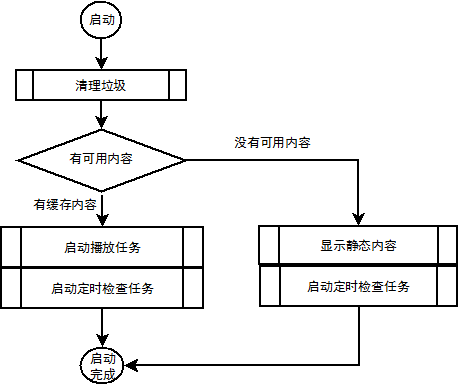 启动
清理垃圾
没有可用内容
有可用内容
有缓存内容
启动播放任务
显示静态内容
启动定时检查任务
启动定时检查任务
启动
完成